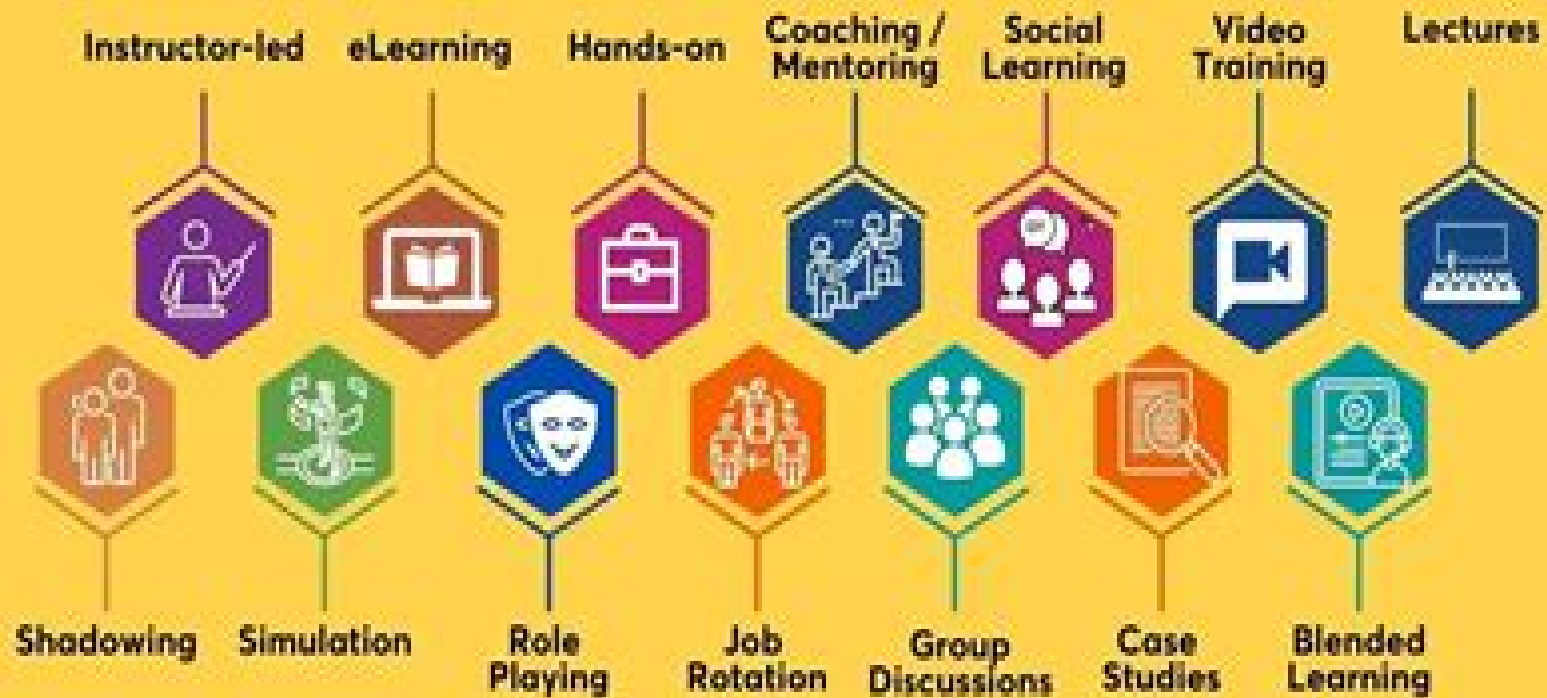 Instructor-led
eLearning
Hands-on
Coaching /
Mentoring
Social
Learning
Video
Training
Lectures
Shadowing
Simulation
Role
Playing
Job
Rotation
Group
Discussions
Case
Studies
Blended
Learning